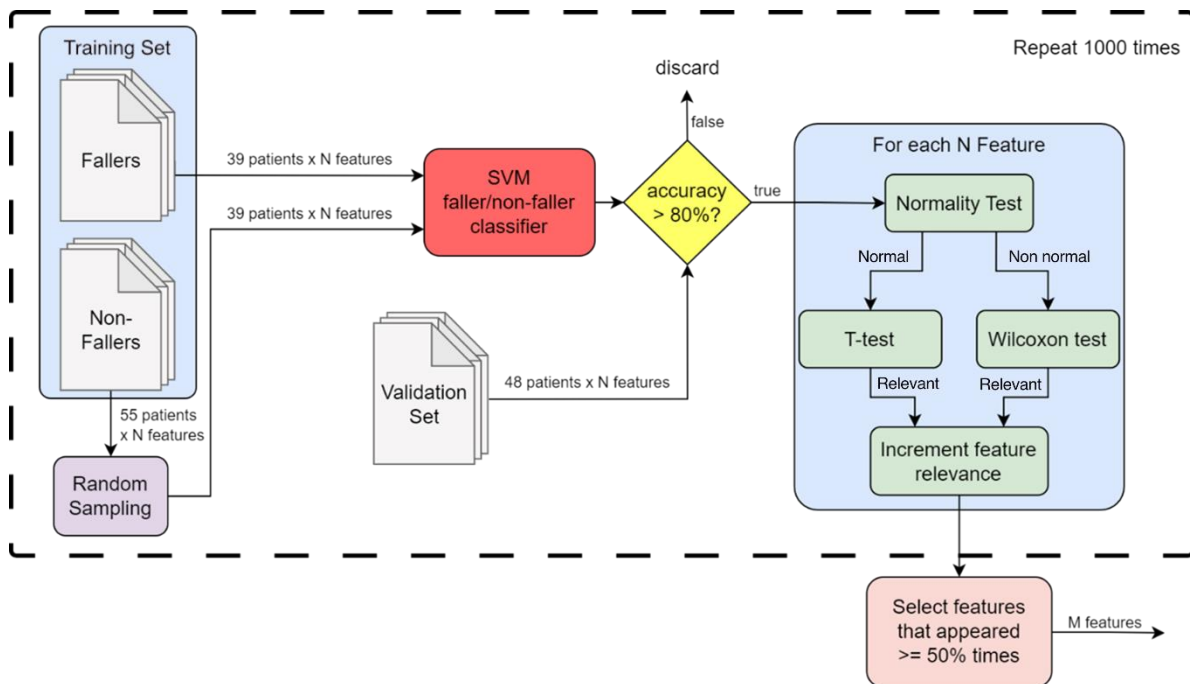 Training Set
Repeat 1000 times
Fallers
Non-
Fallers
55 patients
x N features
Random
Sampling
39 patients x N features
39 patients x N features
SVM
faller/non-faller
classifier
discard
false
accuracy
> 80%?
true
Validation
Set
48 patients x N features
For each N Feature
Normality Test
Normal
Non normal
T-test
Wilcoxon test
Relevant
Relevant
Increment feature
relevance
Select features
that appeared
>= 50% times
M features